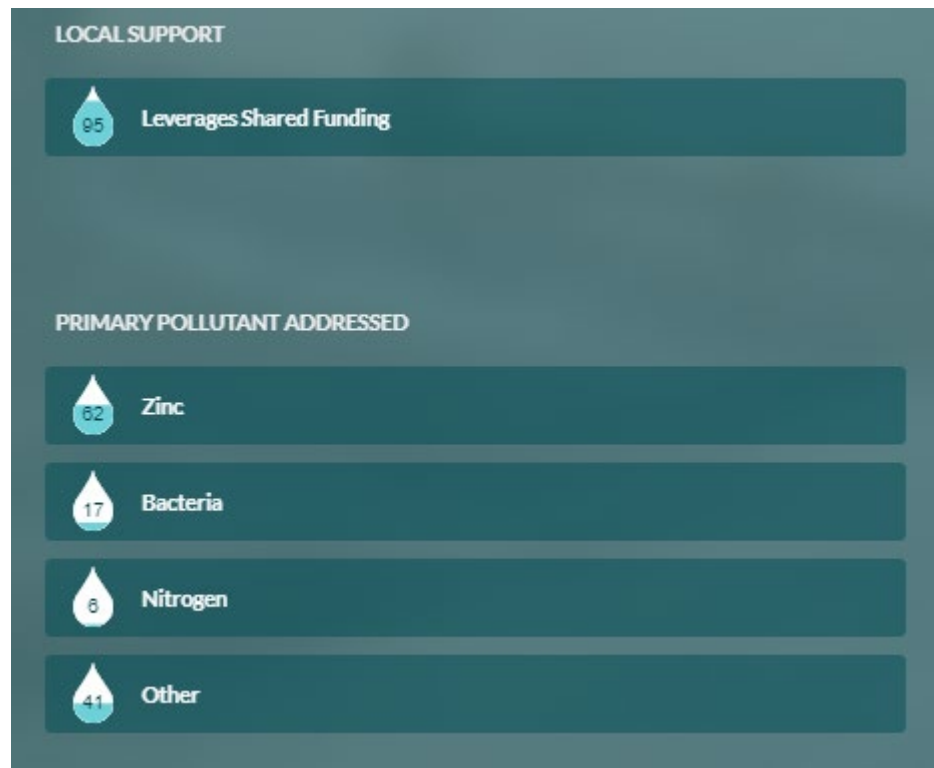 LOCAL SUPPORT
95 Leverages Shared Funding
PRIMARY POLLUTANT ADDRESSED
62 Zinc
17 Bacteria
6 Nitrogen
41 Other